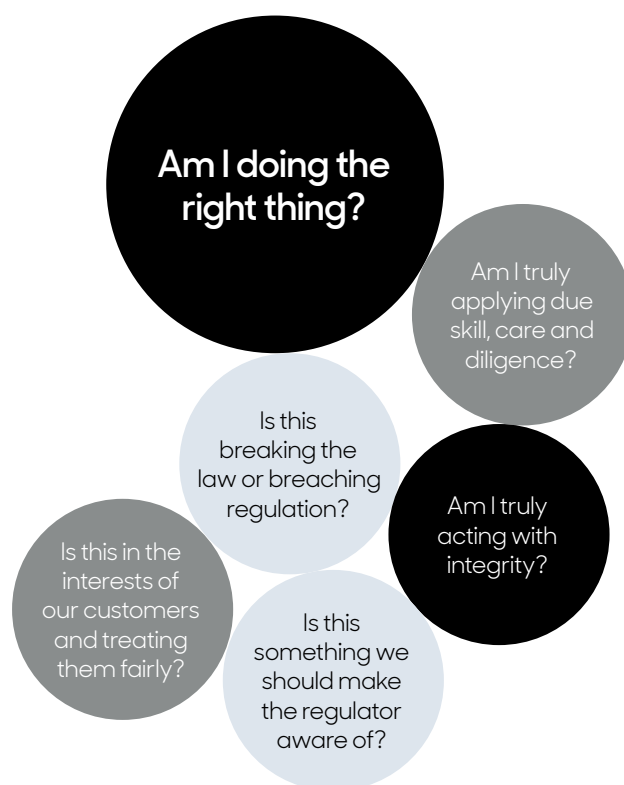 Am I doing the
right thing?
Am I truly
applying due
skill, care and
diligence?
Is this
breaking the
law or breaching
regulation?
Am I truly
acting with
integrity?
Is this in the
interests of
our customers
and treating
them fairly?
Is this
something we
should make
the regulator
aware of?